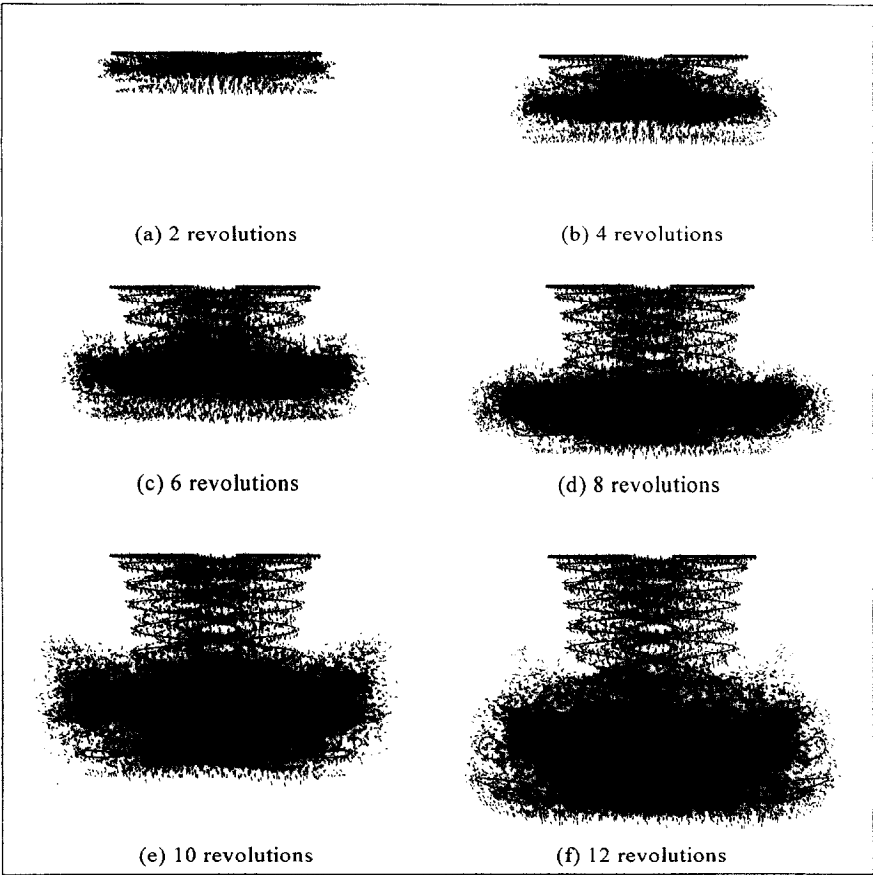 (a) 2 revolutions
(b) 4 revolutions
(c) 6 revolutions
(d) 8 revolutions
(e) 10 revolutions
(f) 12 revolutions